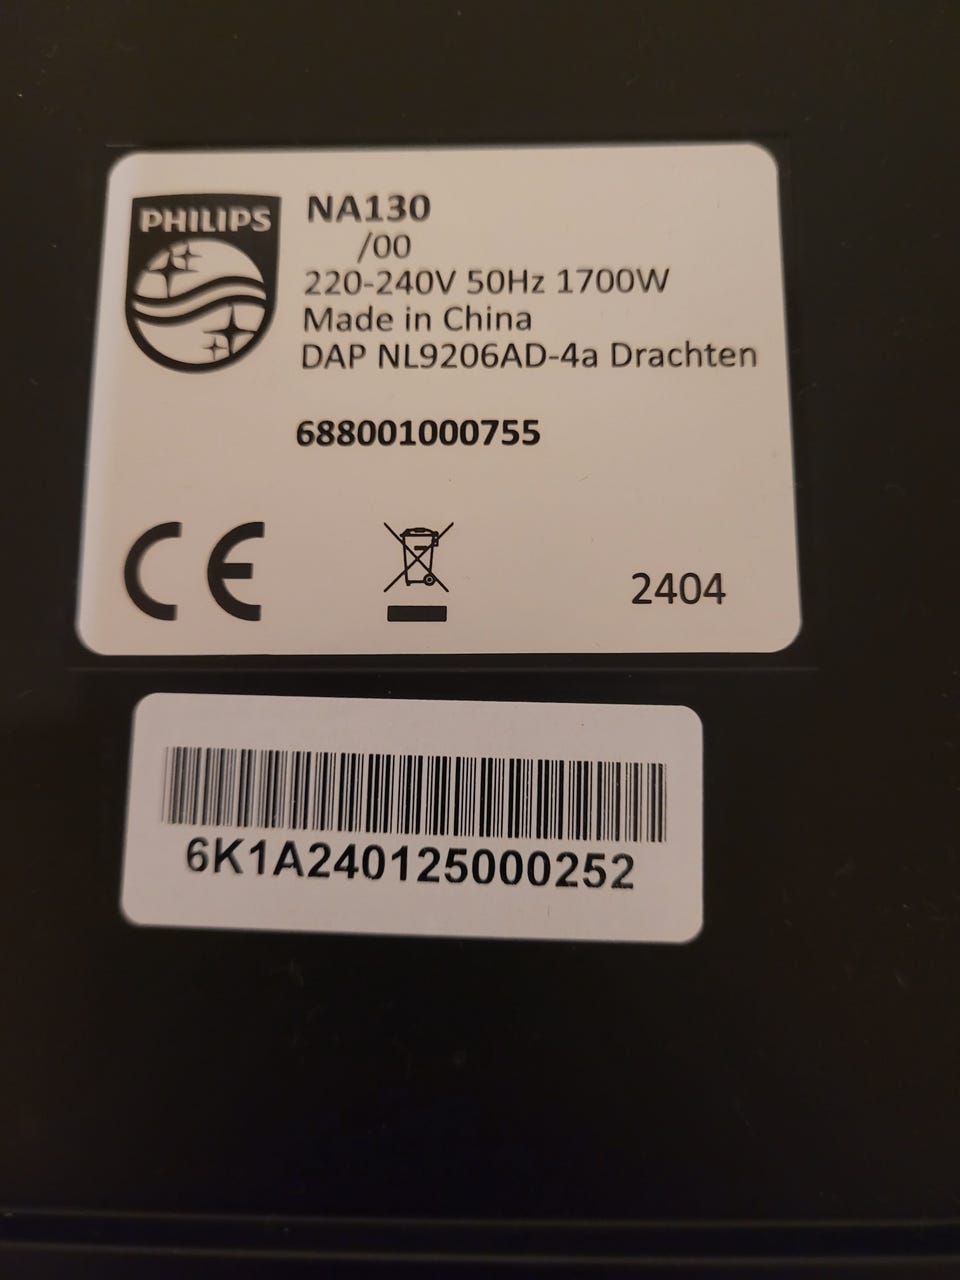 PHILIPS
NA130
/00
220-240V 50Hz 1700W
Made in China
DAP NL9206AD-4a Drachten
688001000755
CE
2404
6K1A240125000252